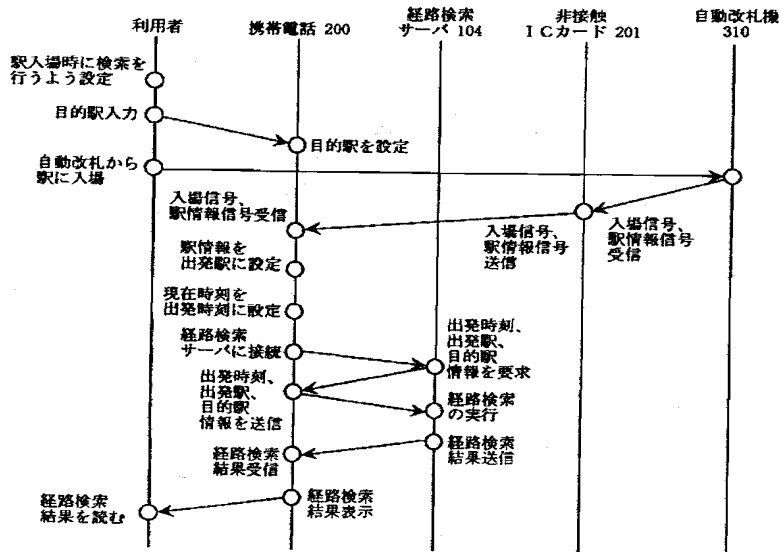 利用者
携帯電話 200
経路検索
サーバ 104
非接触
ICカード 201
自動改札機
310
駅入場時に検索を
行うよう設定
目的駅入力
目的駅を設定
自動改札から
駅に入場
入場信号、
駅情報信号受信
入場信号、
駅情報信号
送信
入場信号、
駅情報信号
受信
駅情報を
出発駅に設定
現在時刻を
出発時刻に設定
経路検索
サーバに接続
出発時刻、
出発駅、
目的駅
情報を要求
出発時刻、
出発駅、
目的駅
情報を送信
経路検索
の実行
経路検索
結果送信
経路検索
結果受信
経路検索
結果表示
経路検索
結果を読む